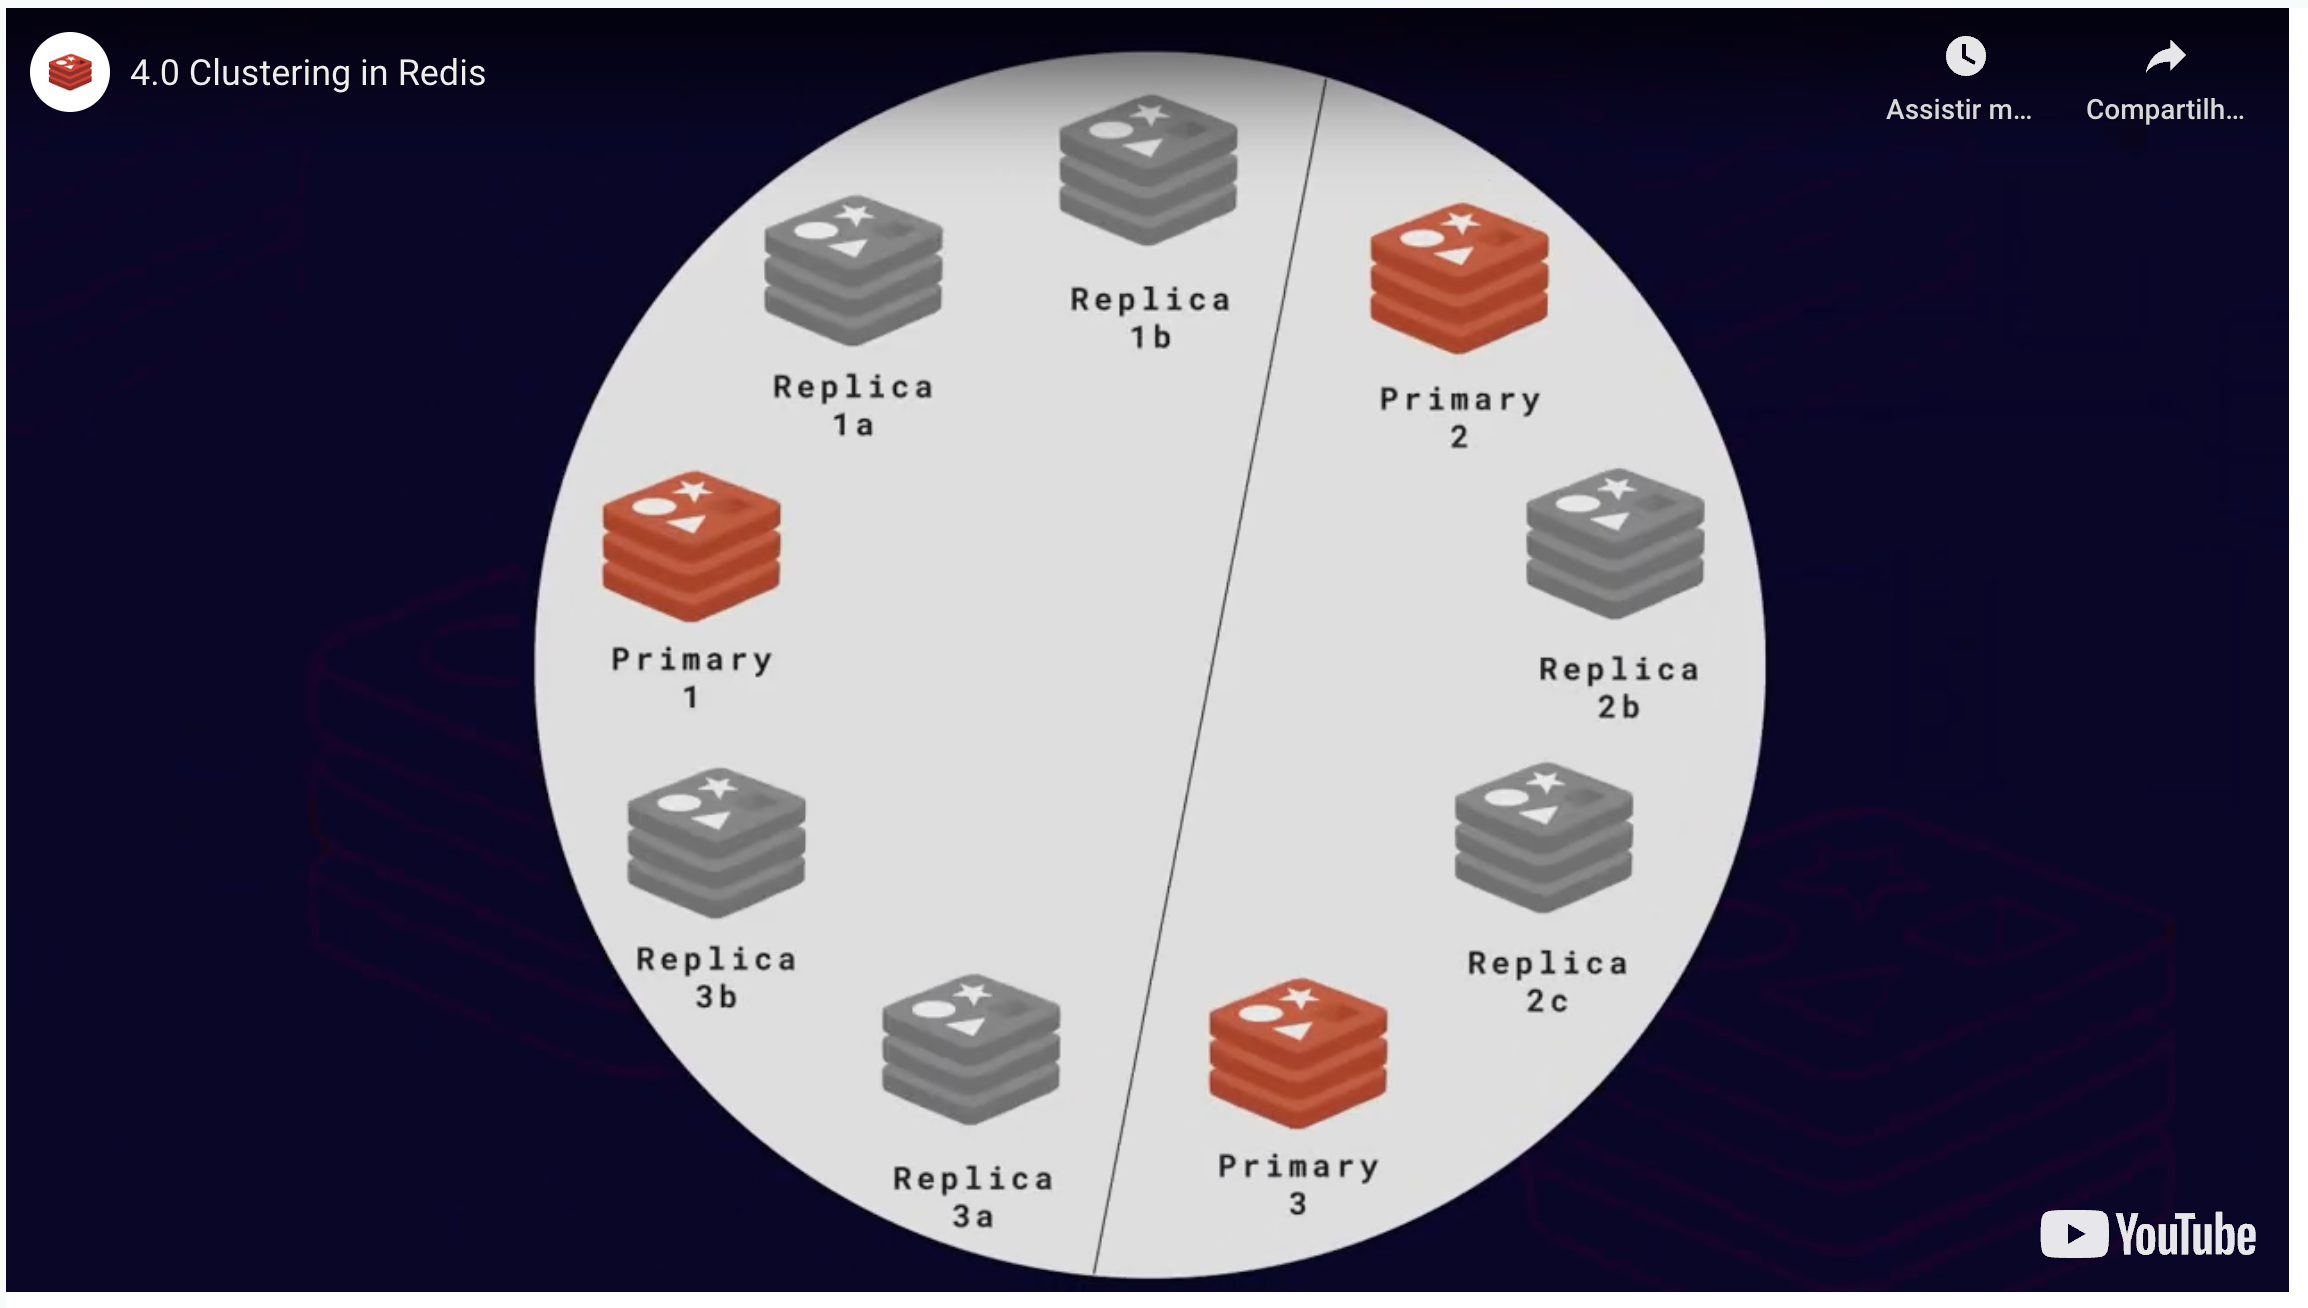 4.0 Clustering in Redis
Assistir m...
Compartilh...
Replica
1b
Replica
1a
Primary
2
Primary
1
Replica
2b
Replica
3b
Replica
2c
Replica
3a
Primary
3
YouTube